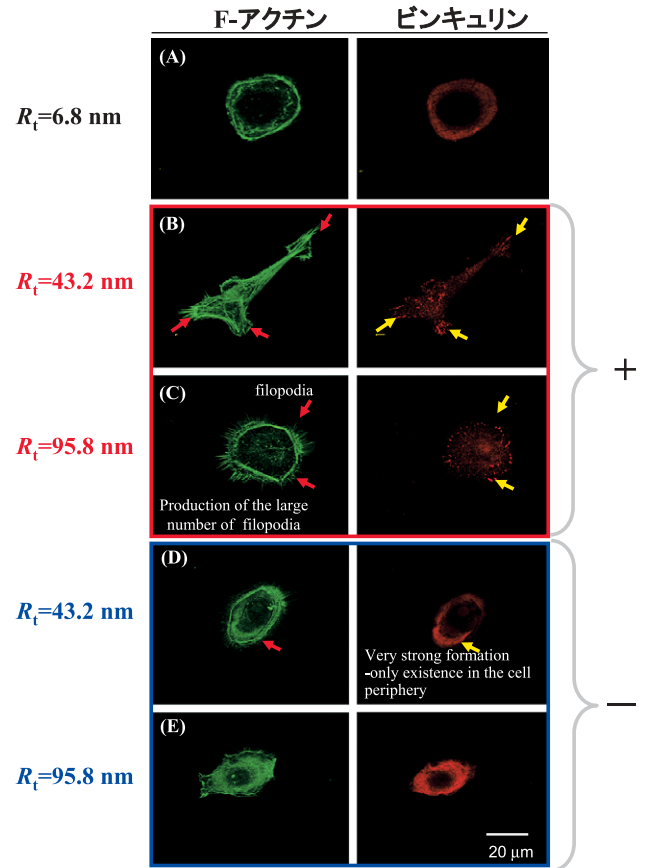 F-アクチン ビンキュリン
(A)
Rt=6.8 nm
(B)
Rt=43.2 nm
+
(C)
filopodia
Rt=95.8 nm
Production of the large
number of filopodia
(D)
Rt=43.2 nm
Very strong formation
-only existence in the cell
periphery
—
(E)
Rt=95.8 nm
20 μm